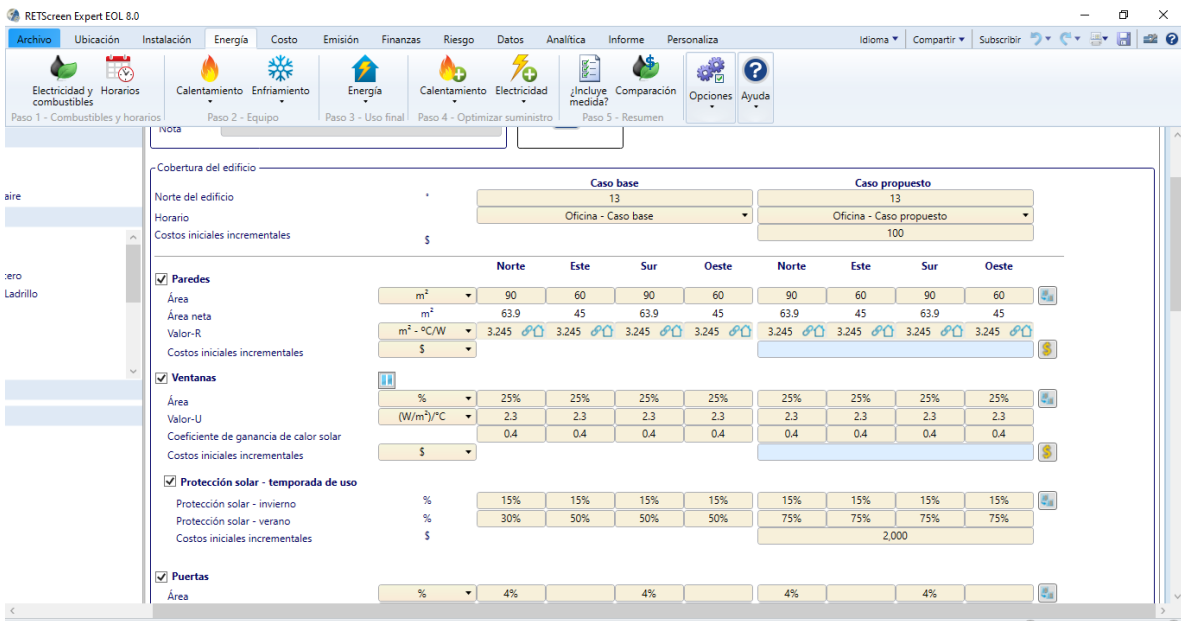 RETScreen Expert EOL 8.0
Archivo Ubicación Instalación Energía Costo Emisión Finanzas Riesgo Datos Analítica Informe Personaliza Idioma Compartir Subscribir
Electricidad y combustibles Horarios Calentamiento Enfriamiento Energía Calentamiento Electricidad ¿Incluye medida? Comparación Opciones Ayuda
Paso 1 - Combustibles y horarios Paso 2 - Equipo Paso 3 - Uso final Paso 4 - Optimizar suministro Paso 5 - Resumen
Nota
Cobertura del edificio
Caso base Caso propuesto
aire
Norte del edificio ° 13 13
Horario Oficina - Caso base Oficina - Caso propuesto
Costos iniciales incrementales $ 100
Norte Este Sur Oeste Norte Este Sur Oeste
cero
Paredes
Ladrillo
Área m² 90 60 90 60 90 60 90 60
Área neta m² 63.9 45 63.9 45 63.9 45 63.9 45
Valor-R m² - ºC/W 3.245 3.245 3.245 3.245 3.245 3.245 3.245 3.245
Costos iniciales incrementales $ $
Ventanas
Área % 25% 25% 25% 25% 25% 25% 25% 25%
Valor-U (W/m²)/°C 2.3 2.3 2.3 2.3 2.3 2.3 2.3 2.3
Coeficiente de ganancia de calor solar 0.4 0.4 0.4 0.4 0.4 0.4 0.4 0.4
Costos iniciales incrementales $ $
Protección solar - temporada de uso
Protección solar - invierno % 15% 15% 15% 15% 15% 15% 15% 15%
Protección solar - verano % 30% 50% 50% 50% 75% 75% 75% 75%
Costos iniciales incrementales $ 2,000
Puertas
Área % 4% 4% 4% 4%